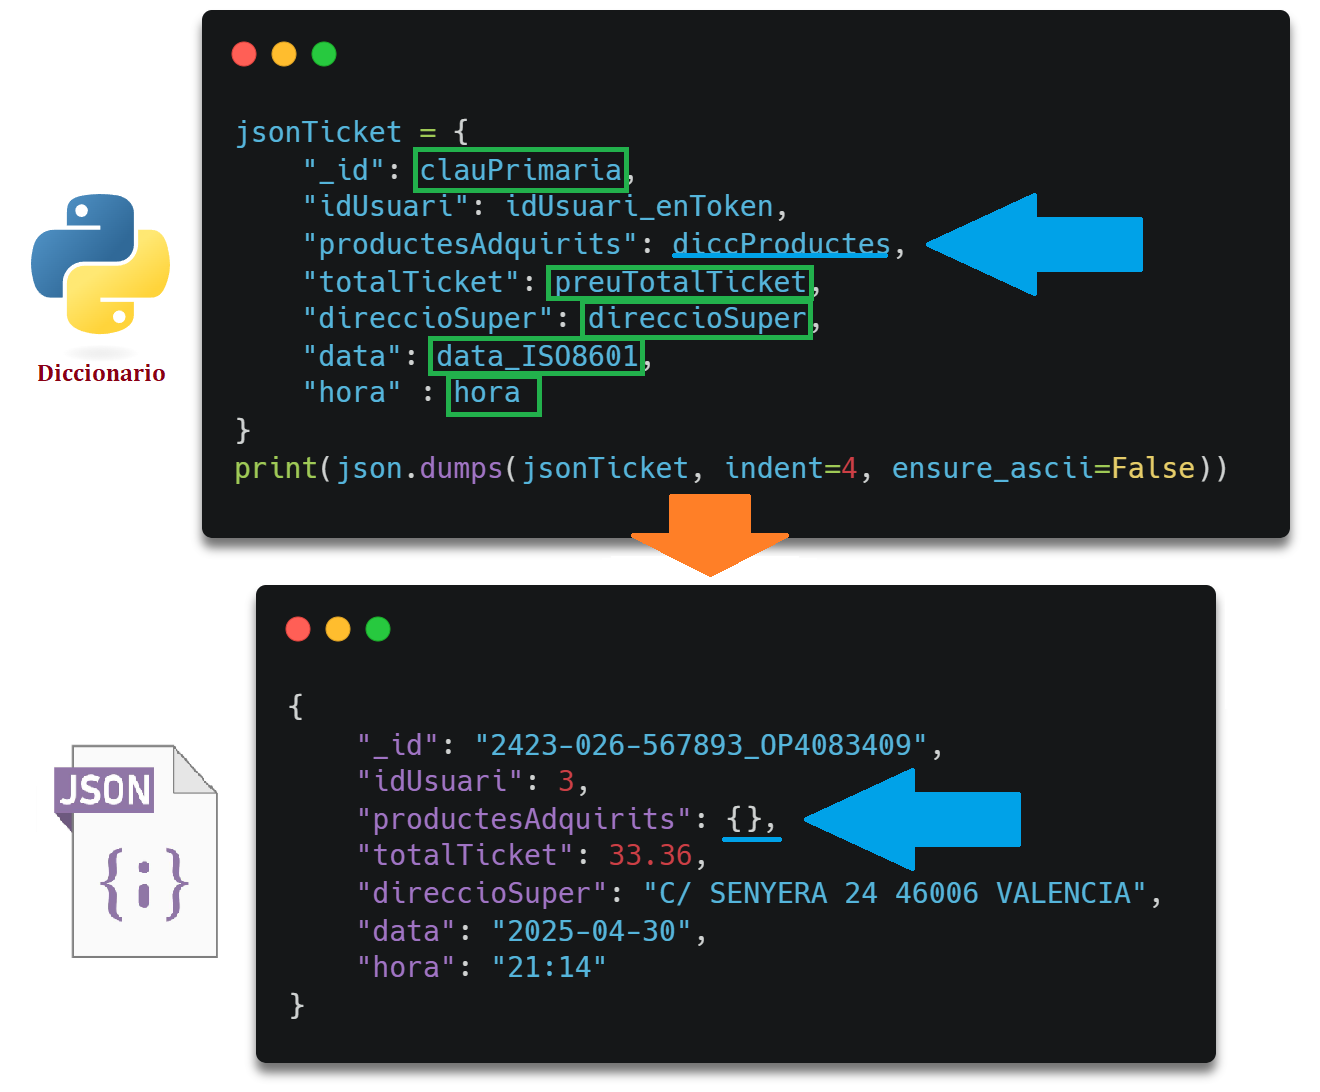 jsonTicket = {
    "_id": clauPrimaria,
    "idUsuari": idUsuari_enToken,
    "productesAdquirits": diccProductes,
    "totalTicket": preuTotalTicket,
    "direccioSuper": direccioSuper,
    "data": data_ISO8601,
    "hora" : hora
}
print(json.dumps(jsonTicket, indent=4, ensure_ascii=False))
Diccionario
{
    "_id": "2423-026-567893_OP4083409",
    "idUsuari": 3,
    "productesAdquirits": {},
    "totalTicket": 33.36,
    "direccioSuper": "C/ SENYERA 24 46006 VALENCIA",
    "data": "2025-04-30",
    "hora": "21:14"
}
JSON
{;}